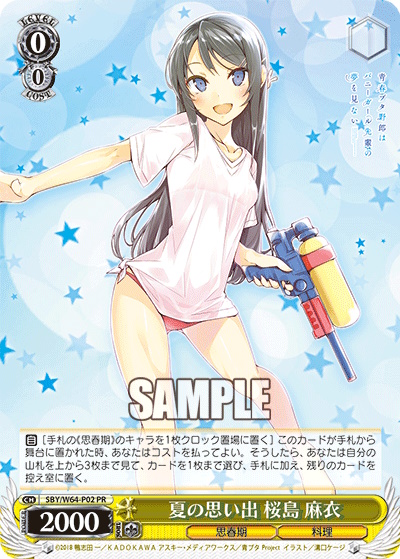 LEVEL
0
0
COST
青春ブタ野郎は
バニーガール先輩の
夢を見ない
SAMPLE
自【[手札の《思春期》のキャラを1枚クロック置場に置く] このカードが手札から
舞台に置かれた時、あなたはコストを払ってよい。そうしたら、あなたは自分の
山札を上から3枚まで見て、カードを1枚まで選び、手札に加え、残りのカードを
控え室に置く。
CH SBY/W64-P02 PR
2000
夏の思い出 桜島 麻衣
思春期
料理
©2018 鴨志田 一/KADOKAWA アスキー・メディアワークス/青ブタ Project イラスト/溝口ケージ